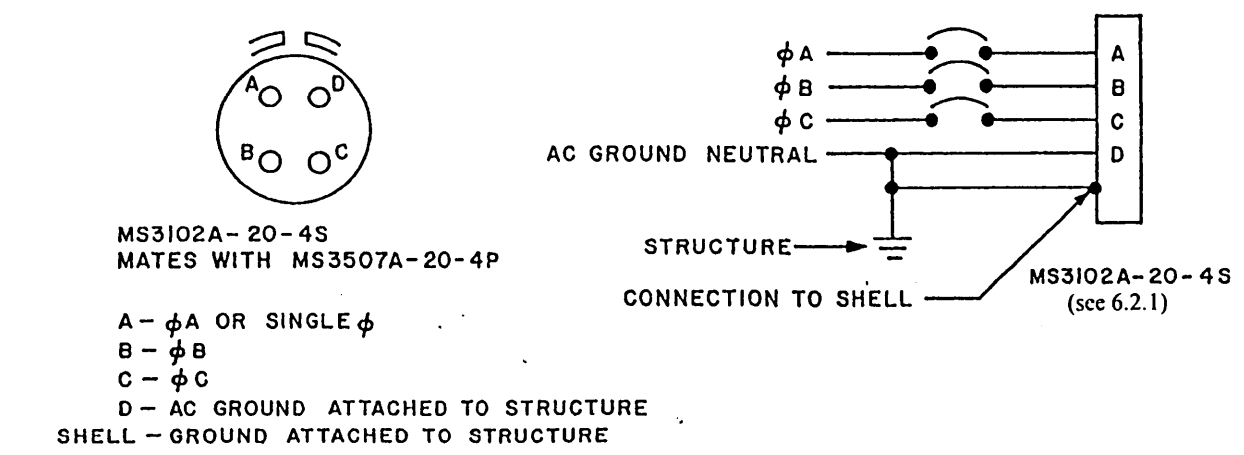 A D
B C
MS3102A-20-4S
MATES WITH MS3507A-20-4P
A - ϕA OR SINGLE ϕ
B - ϕB
C - ϕC
D - AC GROUND ATTACHED TO STRUCTURE
SHELL - GROUND ATTACHED TO STRUCTURE
ϕA A
ϕB B
ϕC C
AC GROUND NEUTRAL D
STRUCTURE
CONNECTION TO SHELL
MS3102A-20-4S
(see 6.2.1)